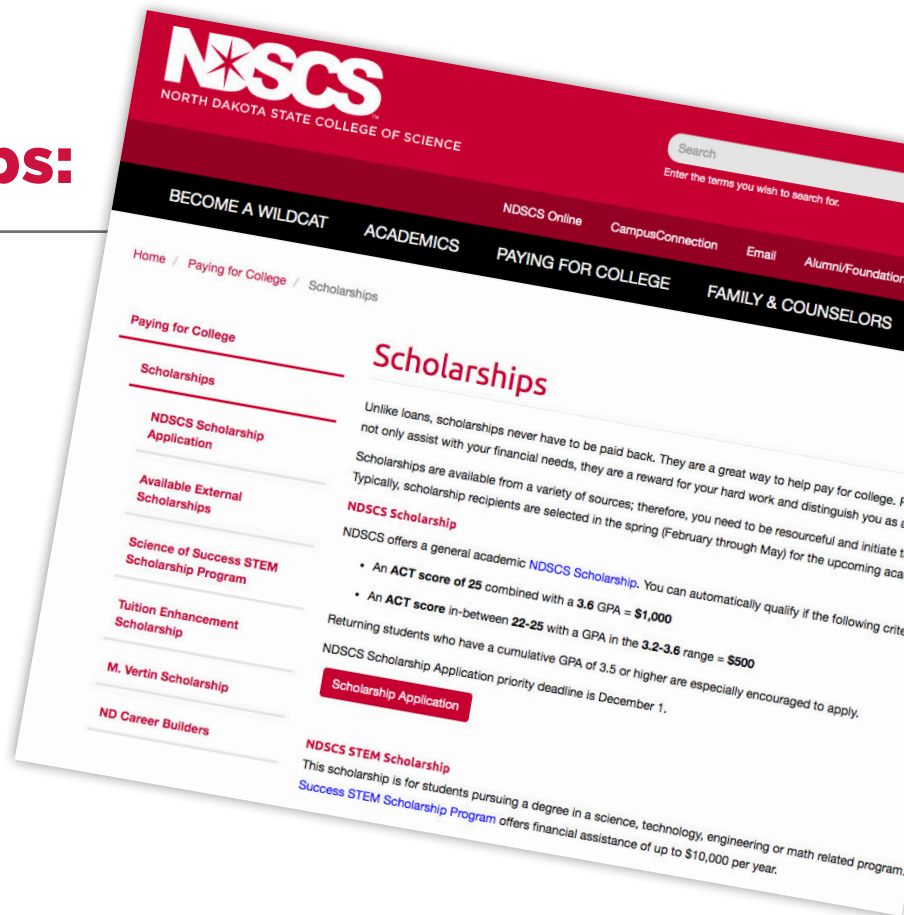 ps:
NDSCS
NORTH DAKOTA STATE COLLEGE OF SCIENCE
Search
Enter the terms you wish to search for.
NDSCS Online CampusConnection Email Alumni/Foundation
BECOME A WILDCAT ACADEMICS PAYING FOR COLLEGE FAMILY & COUNSELORS
Home / Paying for College / Scholarships
Paying for College
Scholarships
NDSCS Scholarship
Application
Available External
Scholarships
Science of Success STEM
Scholarship Program
Tuition Enhancement
Scholarship
M. Vertin Scholarship
ND Career Builders
Scholarships
Unlike loans, scholarships never have to be paid back. They are a great way to help pay for college.
not only assist with your financial needs, they are a reward for your hard work and distinguish you as
Scholarships are available from a variety of sources; therefore, you need to be resourceful and initiate
Typically, scholarship recipients are selected in the spring (February through May) for the upcoming
NDSCS Scholarship
NDSCS offers a general academic NDSCS Scholarship. You can automatically qualify if the following
• An ACT score of 25 combined with a 3.6 GPA = $1,000
• An ACT score in-between 22-25 with a GPA in the 3.2-3.6 range = $500
Returning students who have a cumulative GPA of 3.5 or higher are especially encouraged to apply.
NDSCS Scholarship Application priority deadline is December 1.
Scholarship Application
NDSCS STEM Scholarship
This scholarship is for students pursuing a degree in a science, technology, engineering or math related program.
Success STEM Scholarship Program offers financial assistance of up to $10,000 per year.